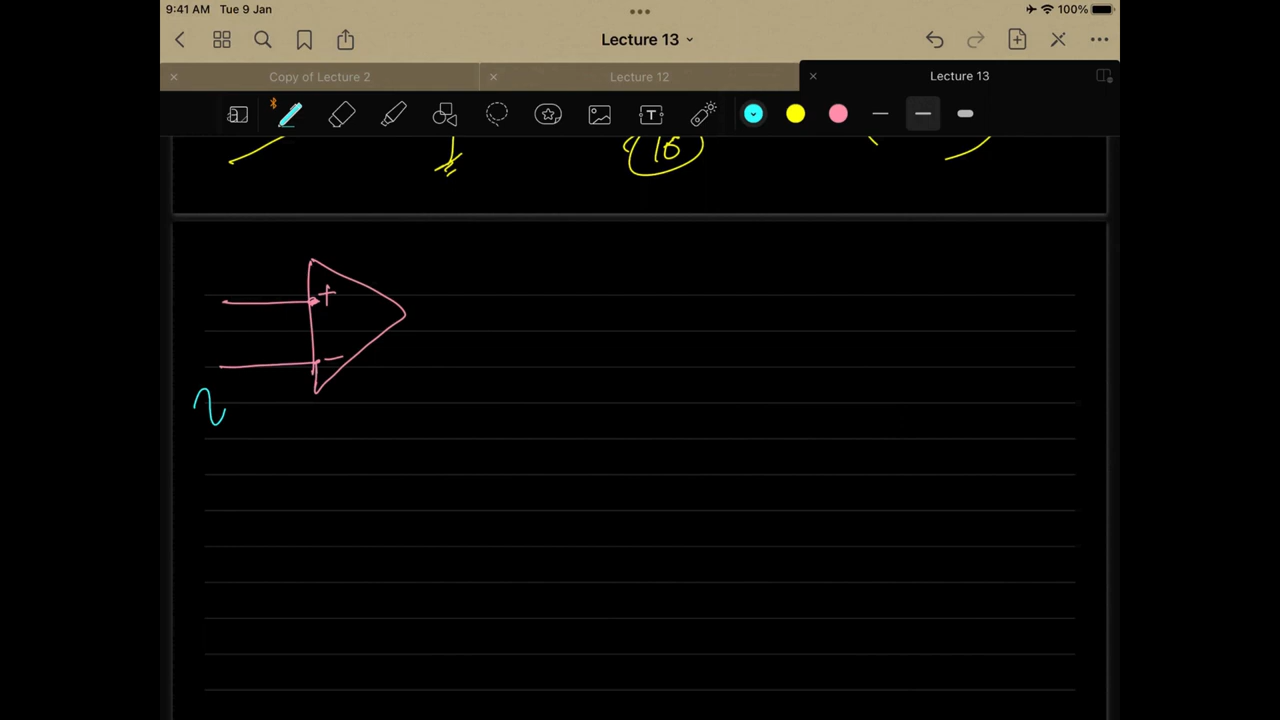 9:41 AM Tue 9 Jan
100%
Lecture 13
Copy of Lecture 2
Lecture 12
Lecture 13
T
16
+
−